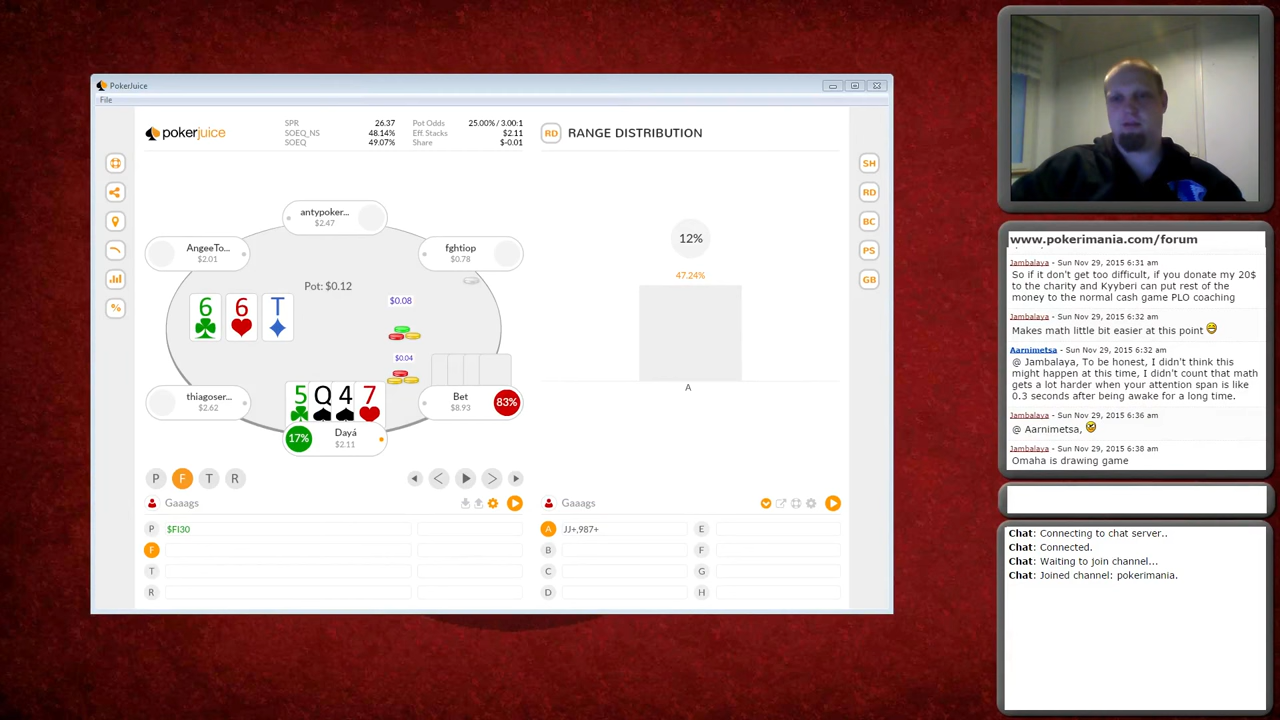 PokerJuice
File
pokerjuice
SPR 26.37
SOEQ_NS 48.14%
SOEQ 49.07%
Pot Odds 25.00% / 3.00:1
Eff. Stacks $2.11
Share $-0.01
RD RANGE DISTRIBUTION
antypoker...
$2.47
AngeeTo...
$2.01
fghtiop
$0.78
Pot: $0.12
6 6 T
$0.08
$0.04
thiagoser...
$2.62
5 Q 4 7
17% Dayá
$2.11
Bet
$8.93
83%
12%
47.24%
A
SH
RD
BC
PS
GB
%
P F T R
Gaaags
P $FI30
F
T
R
Gaaags
A JJ+,987+ E
B F
C G
D H
www.pokerimania.com/forum
Jambalaya - Sun Nov 29, 2015 6:31 am
So if it don't get too difficult, if you donate my 20$
to the charity and Kyyberi can put rest of the
money to the normal cash game PLO coaching
Jambalaya - Sun Nov 29, 2015 6:32 am
Makes math little bit easier at this point
Aarnimetsa - Sun Nov 29, 2015 6:32 am
@ Jambalaya, To be honest, I didn't think this
might happen at this time, I didn't count that math
gets a lot harder when your attention span is like
0.3 seconds after being awake for a long time.
Jambalaya - Sun Nov 29, 2015 6:36 am
@ Aarnimetsa,
Jambalaya - Sun Nov 29, 2015 6:38 am
Omaha is drawing game
Chat: Connecting to chat server..
Chat: Connected.
Chat: Waiting to join channel...
Chat: Joined channel: pokerimania.